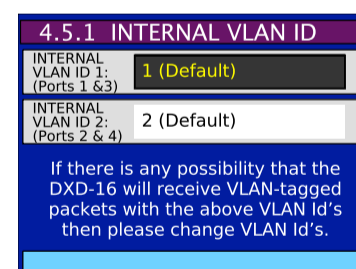 4.5.1 INTERNAL VLAN ID
INTERNAL
VLAN ID 1:
(Ports 1 &3)
1 (Default)
INTERNAL
VLAN ID 2:
(Ports 2 & 4)
2 (Default)
If there is any possibility that the
DXD-16 will receive VLAN-tagged
packets with the above VLAN Id's
then please change VLAN Id's.